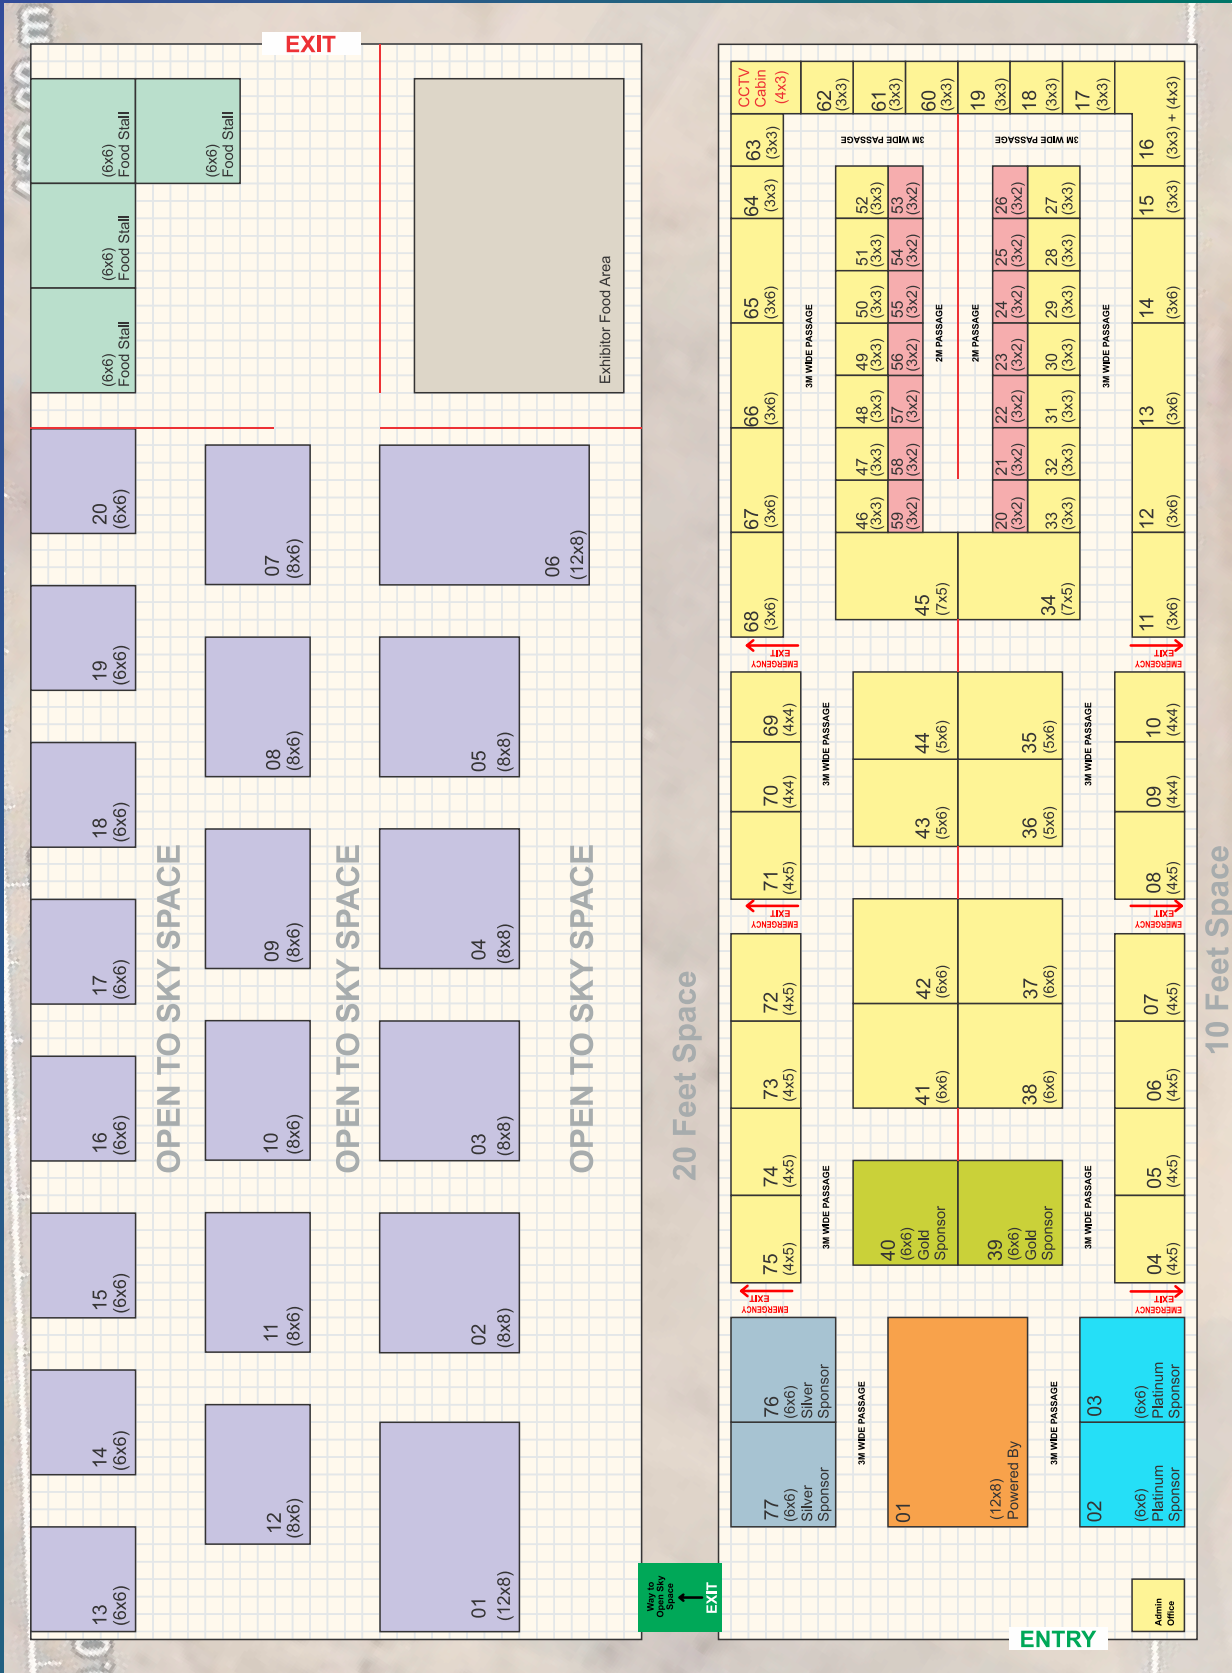 EXIT
(6x6)
Food Stall
(6x6)
Food Stall
(6x6)
Food Stall
(6x6)
Food Stall
Exhibitor Food Area
20
(6x6)
19
(6x6)
18
(6x6)
17
(6x6)
16
(6x6)
15
(6x6)
14
(6x6)
13
(6x6)
OPEN TO SKY SPACE
07
(8x6)
08
(8x6)
09
(8x6)
10
(8x6)
11
(8x6)
12
(8x6)
OPEN TO SKY SPACE
06
(12x8)
05
(8x8)
04
(8x8)
03
(8x8)
02
(8x8)
01
(12x8)
OPEN TO SKY SPACE
20 Feet Space
Way to
Open Sky
Space
EXIT
CCTV
Cabin
(4x3)
62
(3x3)
61
(3x3)
60
(3x3)
19
(3x3)
18
(3x3)
17
(3x3)
16
(3x3) + (4x3)
63
(3x3)
64
(3x3)
65
(3x6)
66
(3x6)
67
(3x6)
68
(3x6)
3M WIDE PASSAGE
3M WIDE PASSAGE
3M WIDE PASSAGE
52
(3x3)
51
(3x3)
50
(3x3)
49
(3x3)
48
(3x3)
47
(3x3)
46
(3x3)
53
(3x2)
54
(3x2)
55
(3x2)
56
(3x2)
57
(3x2)
58
(3x2)
59
(3x2)
2M PASSAGE
2M PASSAGE
26
(3x2)
25
(3x2)
24
(3x2)
23
(3x2)
22
(3x2)
21
(3x2)
20
(3x2)
27
(3x3)
28
(3x3)
29
(3x3)
30
(3x3)
31
(3x3)
32
(3x3)
33
(3x3)
3M WIDE PASSAGE
15
(3x3)
14
(3x6)
13
(3x6)
12
(3x6)
11
(3x6)
45
(7x5)
34
(7x5)
EMERGENCY
EXIT
EMERGENCY
EXIT
69
(4x4)
70
(4x4)
71
(4x5)
3M WIDE PASSAGE
44
(5x6)
43
(5x6)
35
(5x6)
36
(5x6)
3M WIDE PASSAGE
10
(4x4)
09
(4x4)
08
(4x5)
EMERGENCY
EXIT
EMERGENCY
EXIT
72
(4x5)
73
(4x5)
74
(4x5)
75
(4x5)
3M WIDE PASSAGE
42
(6x6)
41
(6x6)
37
(6x6)
38
(6x6)
40
(6x6)
Gold
Sponsor
39
(6x6)
Gold
Sponsor
3M WIDE PASSAGE
07
(4x5)
06
(4x5)
05
(4x5)
04
(4x5)
EMERGENCY
EXIT
EMERGENCY
EXIT
76
(6x6)
Silver
Sponsor
77
(6x6)
Silver
Sponsor
3M WIDE PASSAGE
01
(12x8)
Powered By
3M WIDE PASSAGE
03
(6x6)
Platinum
Sponsor
02
(6x6)
Platinum
Sponsor
Admin
Office
ENTRY
10 Feet Space